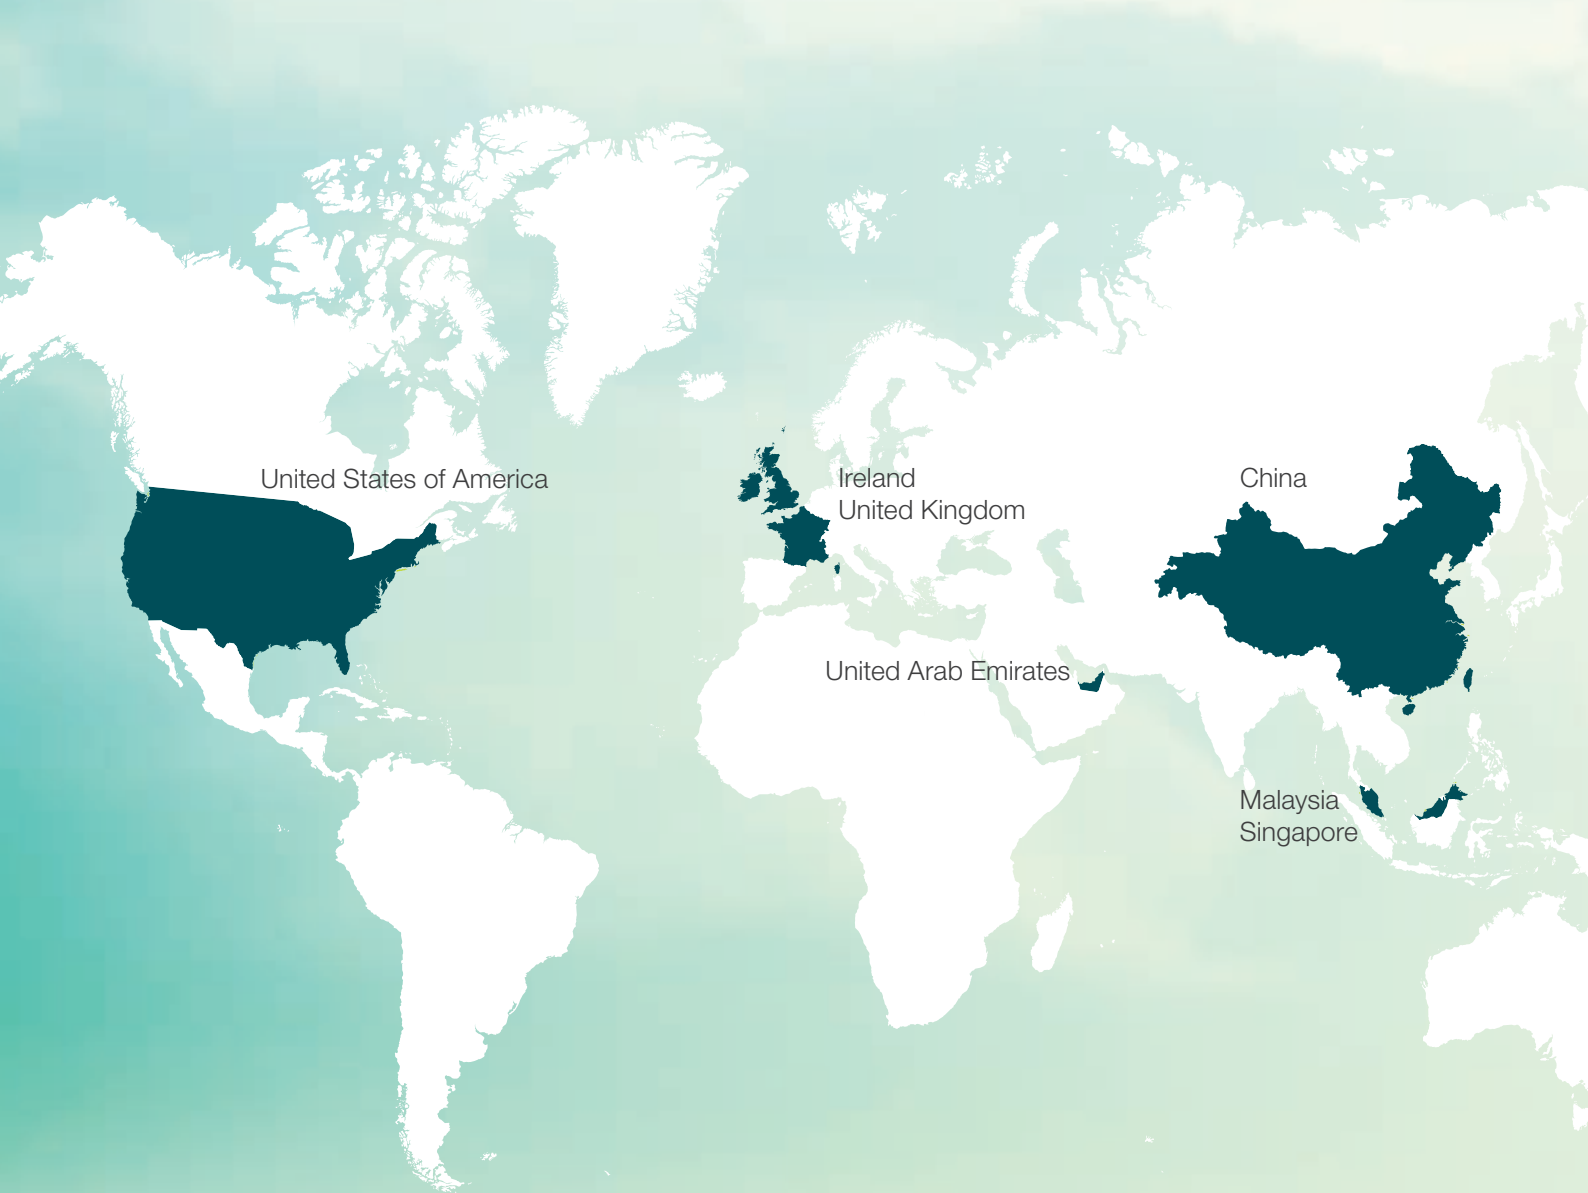 United States of America
Ireland
United Kingdom
China
United Arab Emirates
Malaysia
Singapore